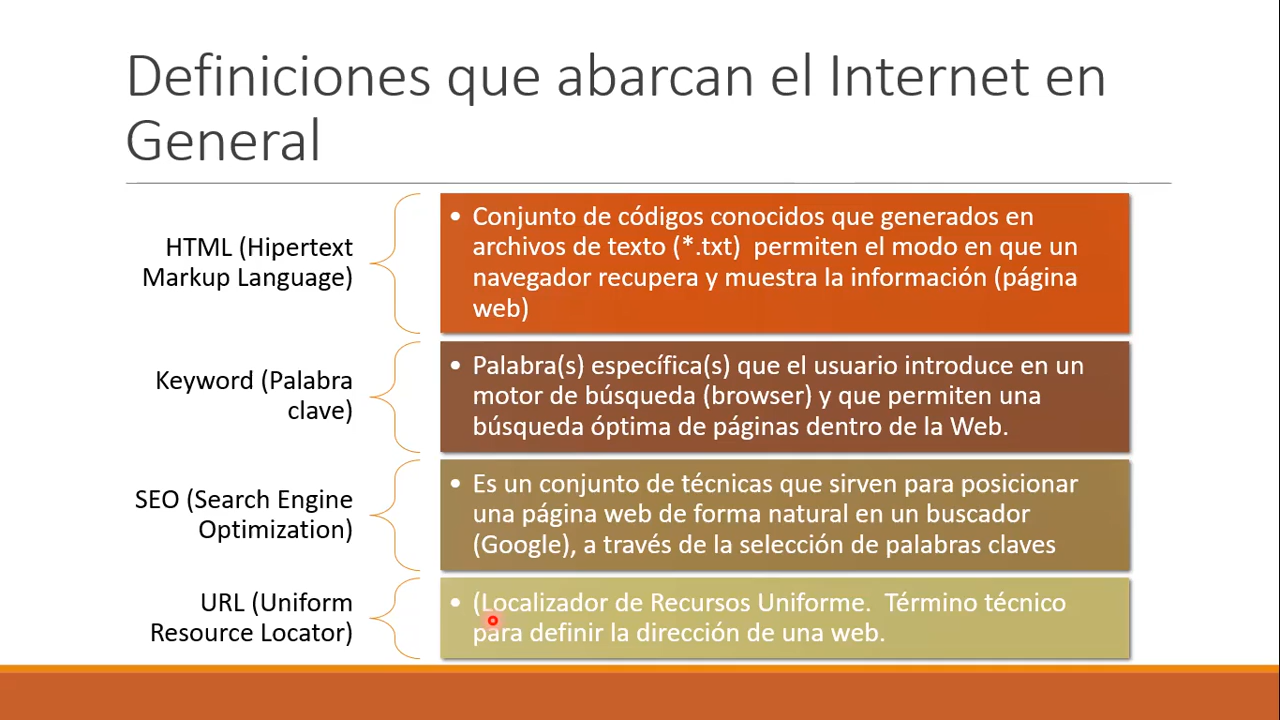 Definiciones que abarcan el Internet en
General
HTML (Hipertext
Markup Language)
• Conjunto de códigos conocidos que generados en
archivos de texto (*.txt)  permiten el modo en que un
navegador recupera y muestra la información (página
web)
Keyword (Palabra
clave)
• Palabra(s) específica(s) que el usuario introduce en un
motor de búsqueda (browser) y que permiten una
búsqueda óptima de páginas dentro de la Web.
SEO (Search Engine
Optimization)
• Es un conjunto de técnicas que sirven para posicionar
una página web de forma natural en un buscador
(Google), a través de la selección de palabras claves
URL (Uniform
Resource Locator)
• (Localizador de Recursos Uniforme.  Término técnico
para definir la dirección de una web.